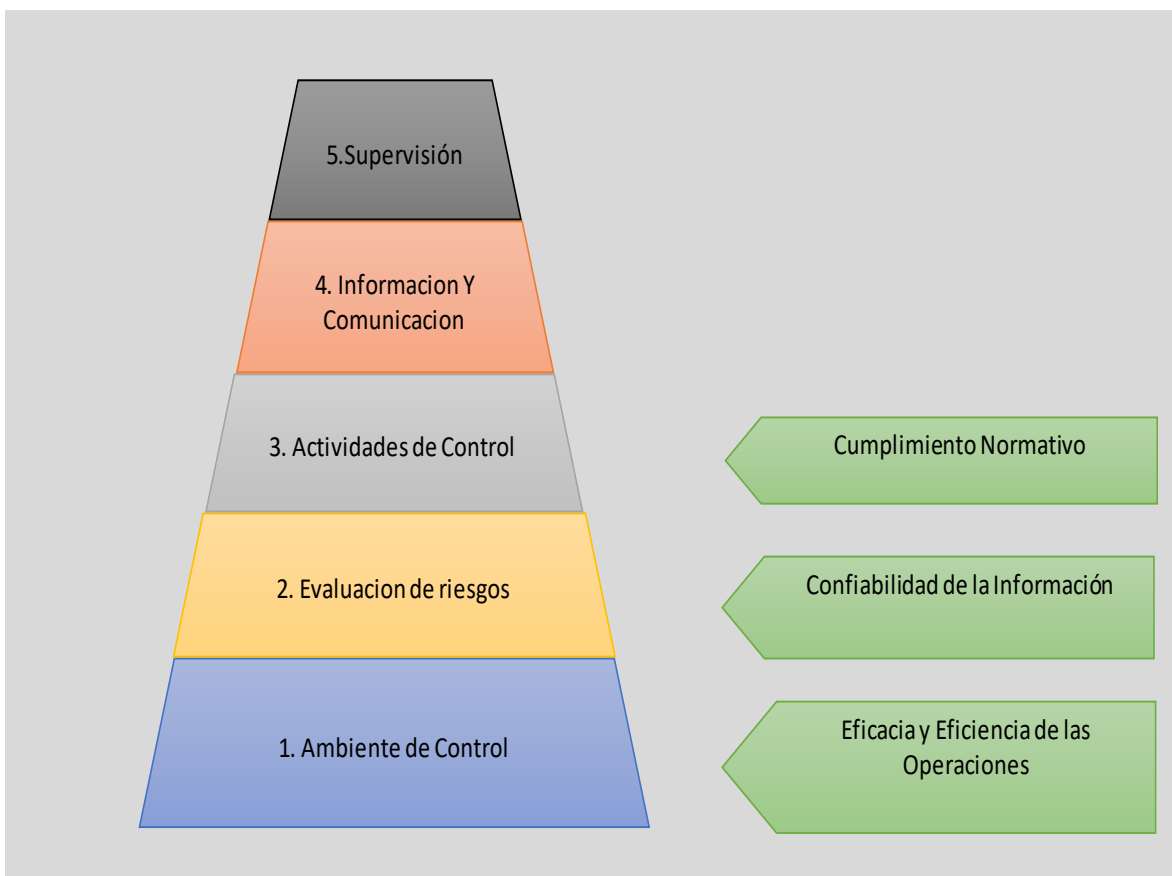 5.Supervisión
4. Informacion Y
Comunicacion
3. Actividades de Control
2. Evaluacion de riesgos
1. Ambiente de Control
Cumplimiento Normativo
Confiabilidad de la Información
Eficacia y Eficiencia de las
Operaciones